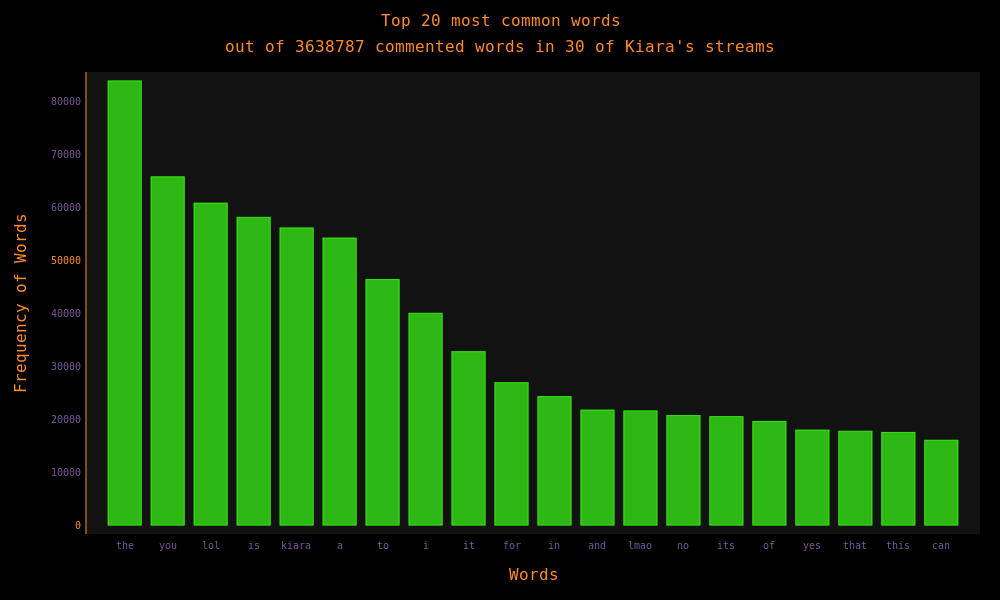 Top 20 most common words
out of 3638787 commented words in 30 of Kiara's streams
Frequency of Words
80000
70000
60000
50000
40000
30000
20000
10000
0
the you lol is kiara a to i it for in and lmao no its of yes that this can
Words